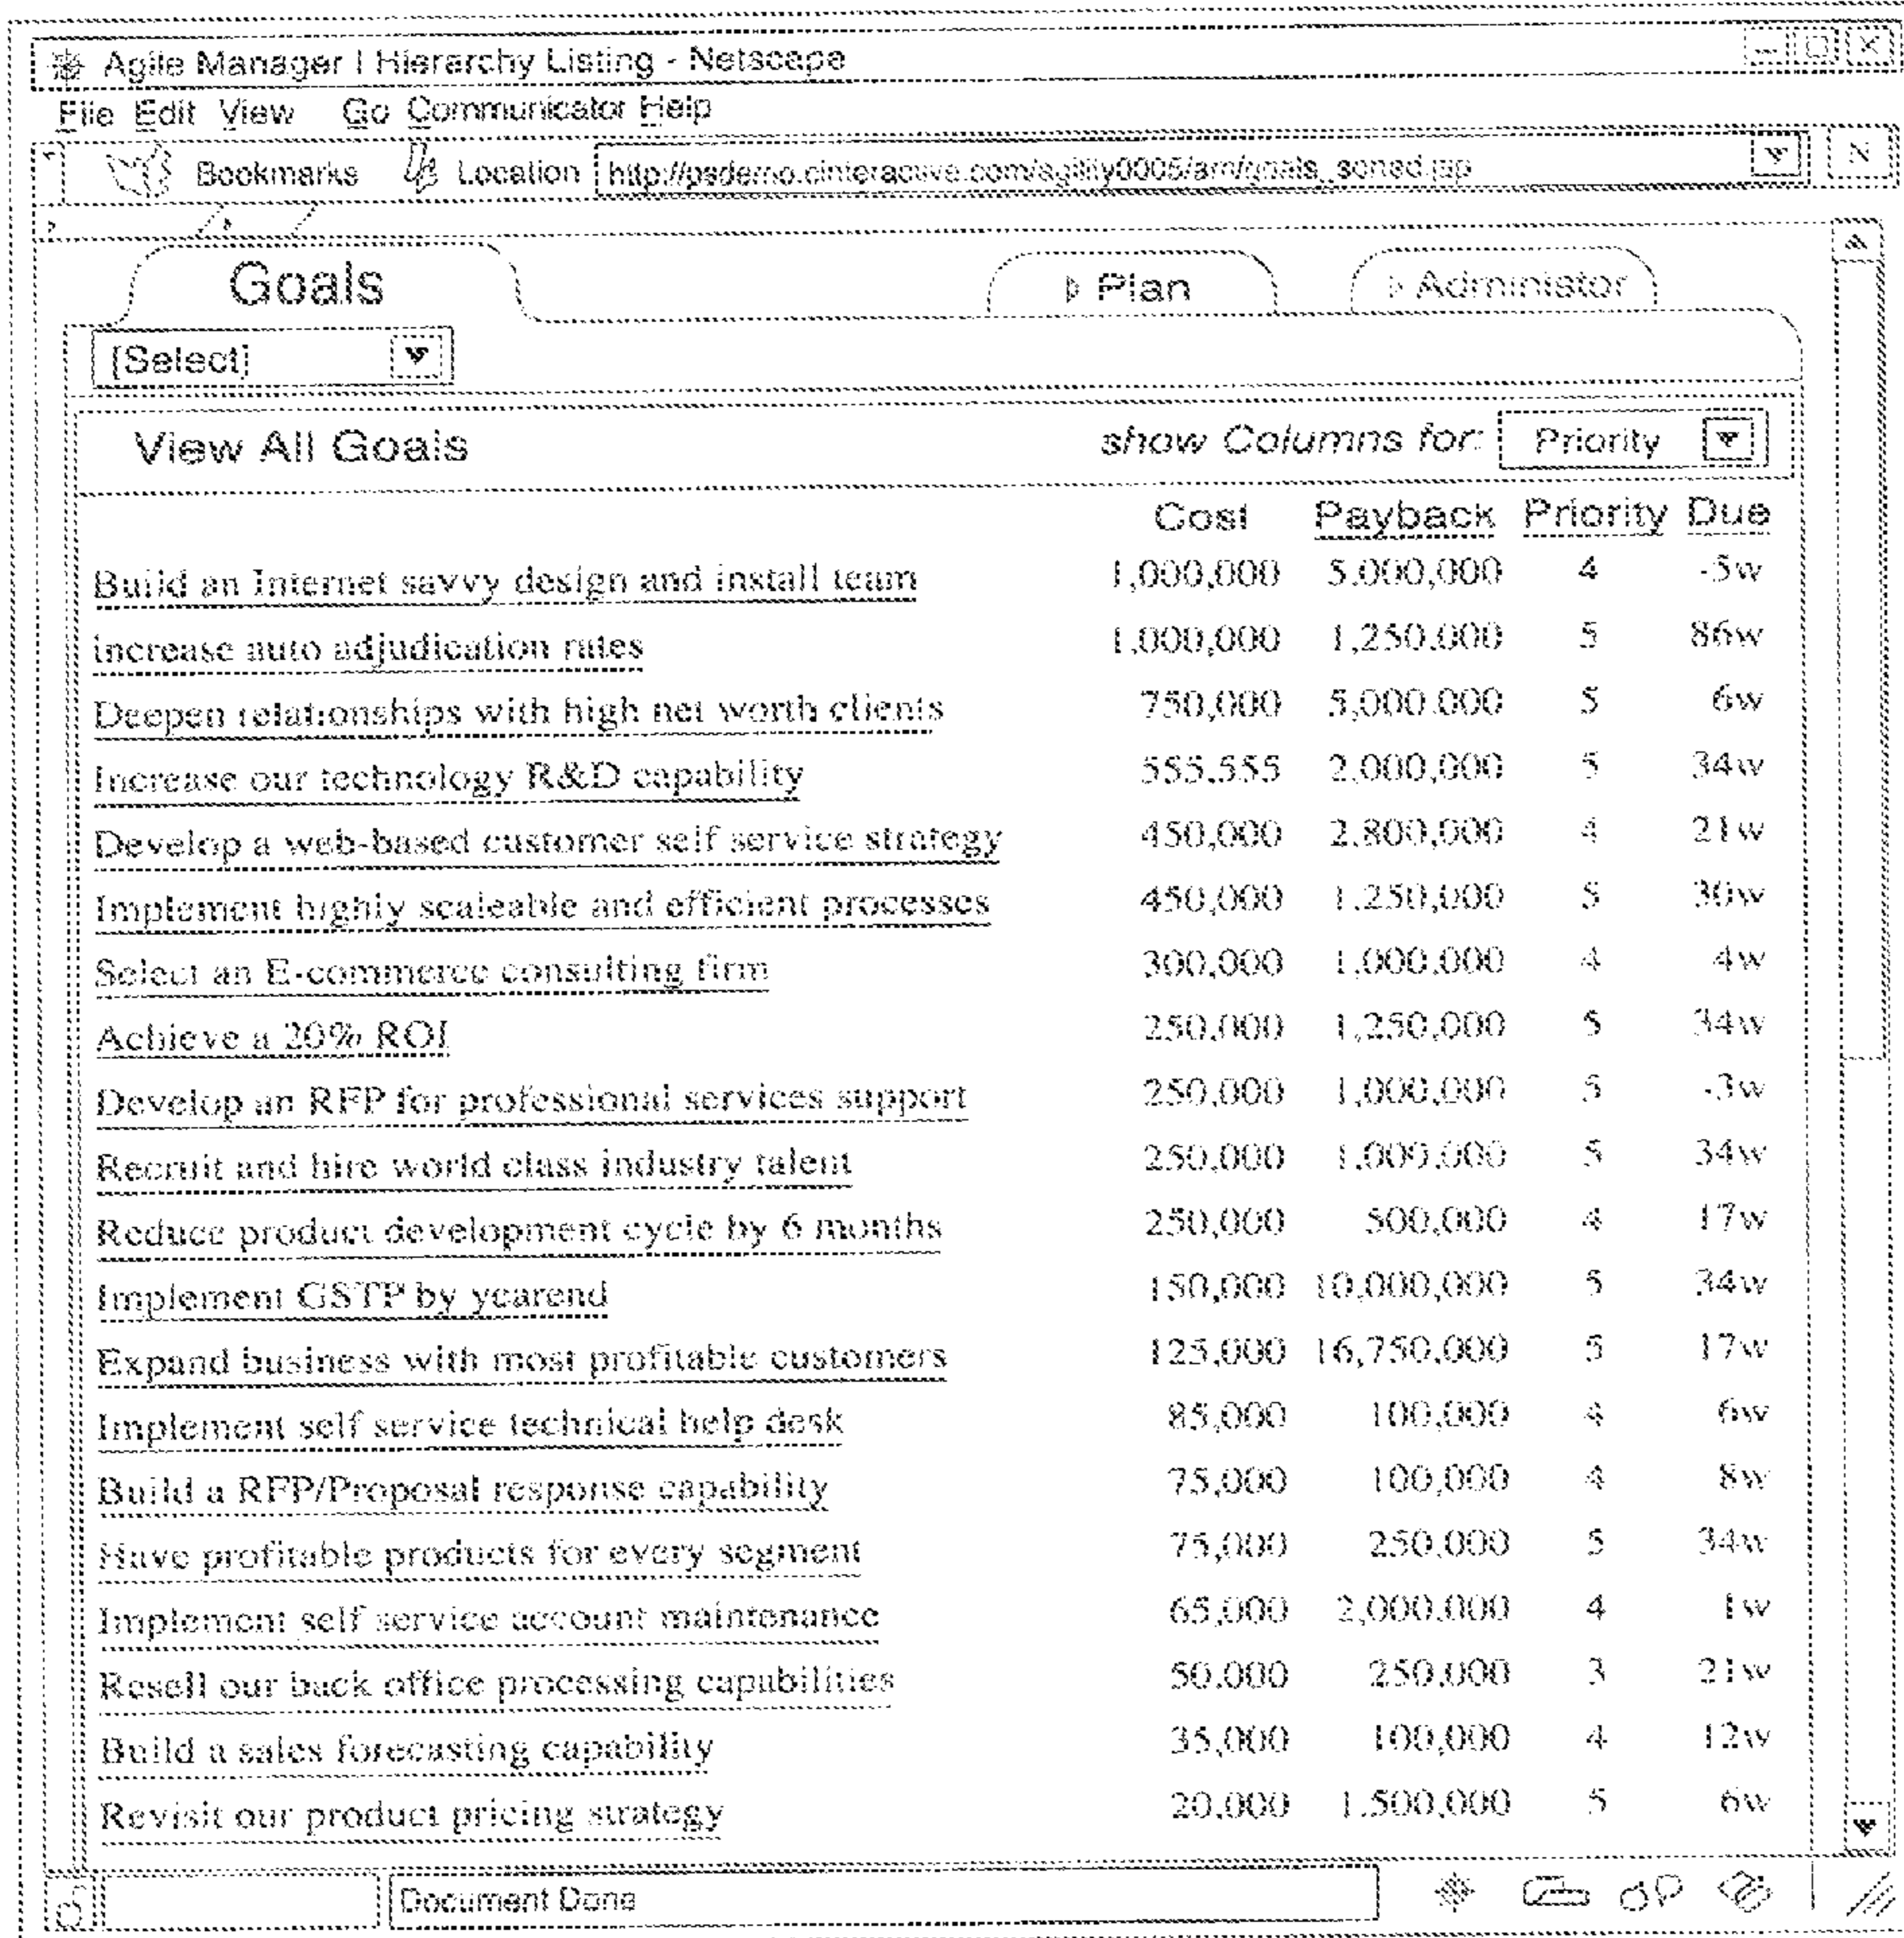 Agile Manager | Hierarchy Listing - Netscape
File Edit View Go Communicator Help
Bookmarks Location
N
Goals Plan Administor
[Select]
View All Goals show Columns for: Priority
Cost Payback Priority Due
Build an Internet savvy design and install team 1,000,000 5,000,000 4 -5w
increase auto adjudication rates 1,000,000 1,250,000 5 86w
Deepen relationships with high net worth clients 750,000 5,000,000 5 6w
Increase our technology R&D capability 555,555 2,000,000 5 34w
Develop a web-based customer self service strategy 450,000 2,800,000 4 21w
Implement highly scaleable and efficient processes 450,000 1,250,000 5 30w
Select an E-commerce consulting firm 300,000 1,000,000 4 4w
Achieve a 20% ROI 250,000 1,250,000 5 34w
Develop an RFP for professional services support 250,000 1,000,000 5 -3w
Recruit and hire world class industry talent 250,000 1,000,000 5 34w
Reduce product development cycle by 6 months 250,000 500,000 4 17w
Implement GSTP by yearend 150,000 10,000,000 5 34w
Expand business with most profitable customers 125,000 16,750,000 5 17w
Implement self service technical help desk 85,000 100,000 4 6w
Build a RFP/Proposal response capability 75,000 100,000 4 8w
Have profitable products for every segment 75,000 250,000 5 34w
Implement self service account maintenance 65,000 2,000,000 4 1w
Resell our back office processing capabilities 50,000 250,000 3 21w
Build a sales forecasting capability 35,000 100,000 4 12w
Revisit our product pricing strategy 20,000 1,500,000 5 6w
Document Done